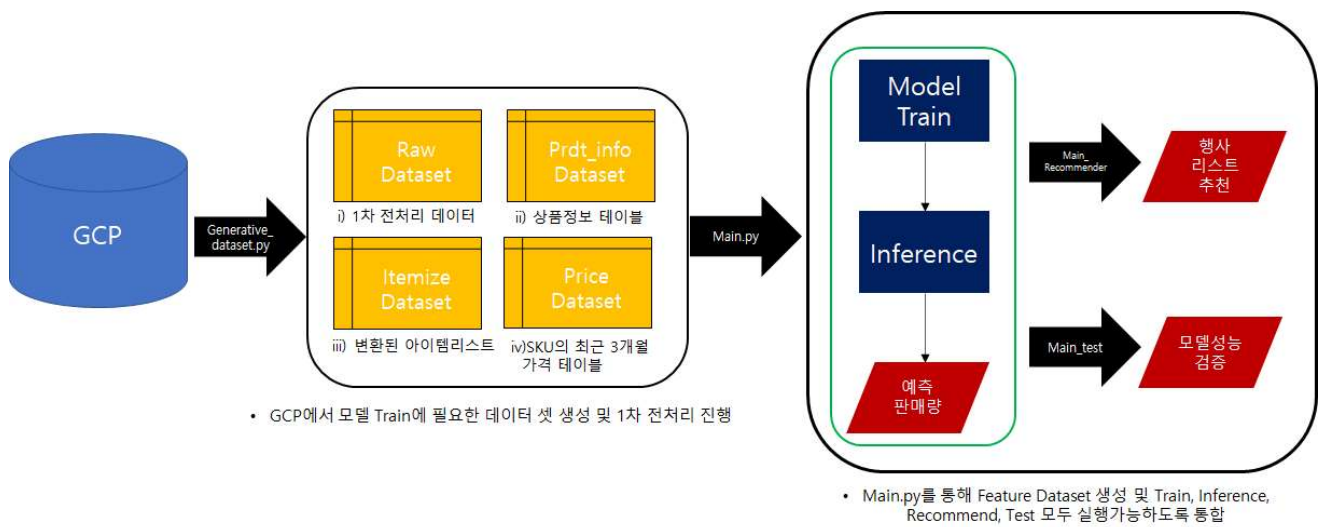 GCP
Generative_
dataset.py
Raw
Dataset
i) 1차 전처리 데이터
Prdt_info
Dataset
ii) 상품정보 테이블
Itemize
Dataset
iii) 변환된 아이템리스트
Price
Dataset
iv)SKU의 최근 3개월
가격 테이블
• GCP에서 모델 Train에 필요한 데이터 셋 생성 및 1차 전처리 진행
Main.py
Model
Train
Inference
예측
판매량
Main_
Recommender
행사
리스트
추천
Main_test
모델성능
검증
• Main.py를 통해 Feature Dataset 생성 및 Train, Inference,
Recommend, Test 모두 실행가능하도록 통합